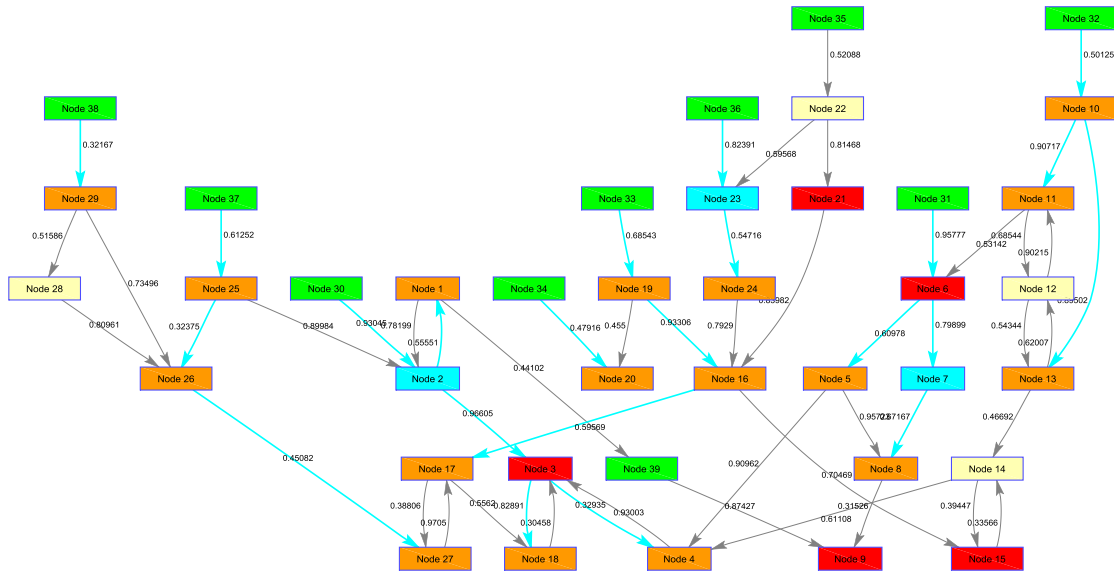 Node 35
Node 32
0.52088
0.50125
Node 38
Node 36
Node 22
Node 10
0.32167
0.82391
0.59568
0.81468
0.90717
Node 29
Node 37
Node 33
Node 23
Node 21
Node 31
Node 11
0.51586
0.61252
0.68543
0.54716
0.95777
0.68544
0.53142
0.90215
0.73496
Node 28
Node 25
Node 30
Node 1
Node 34
Node 19
Node 24
Node 6
Node 12
0.80961
0.32375
0.89984
0.93045
0.78199
0.55551
0.47916
0.455
0.93306
0.7929
0.60978
0.79899
0.54344
0.62007
Node 26
Node 2
Node 20
Node 16
Node 5
Node 7
Node 13
0.44102
0.96605
0.59569
0.46692
0.45082
Node 17
Node 3
Node 39
0.90962
Node 8
Node 14
0.70469
0.38806
0.9705
0.5562
0.82891
0.30458
0.32935
0.93003
0.87427
0.31526
0.61108
0.39447
0.33566
Node 27
Node 18
Node 4
Node 9
Node 15